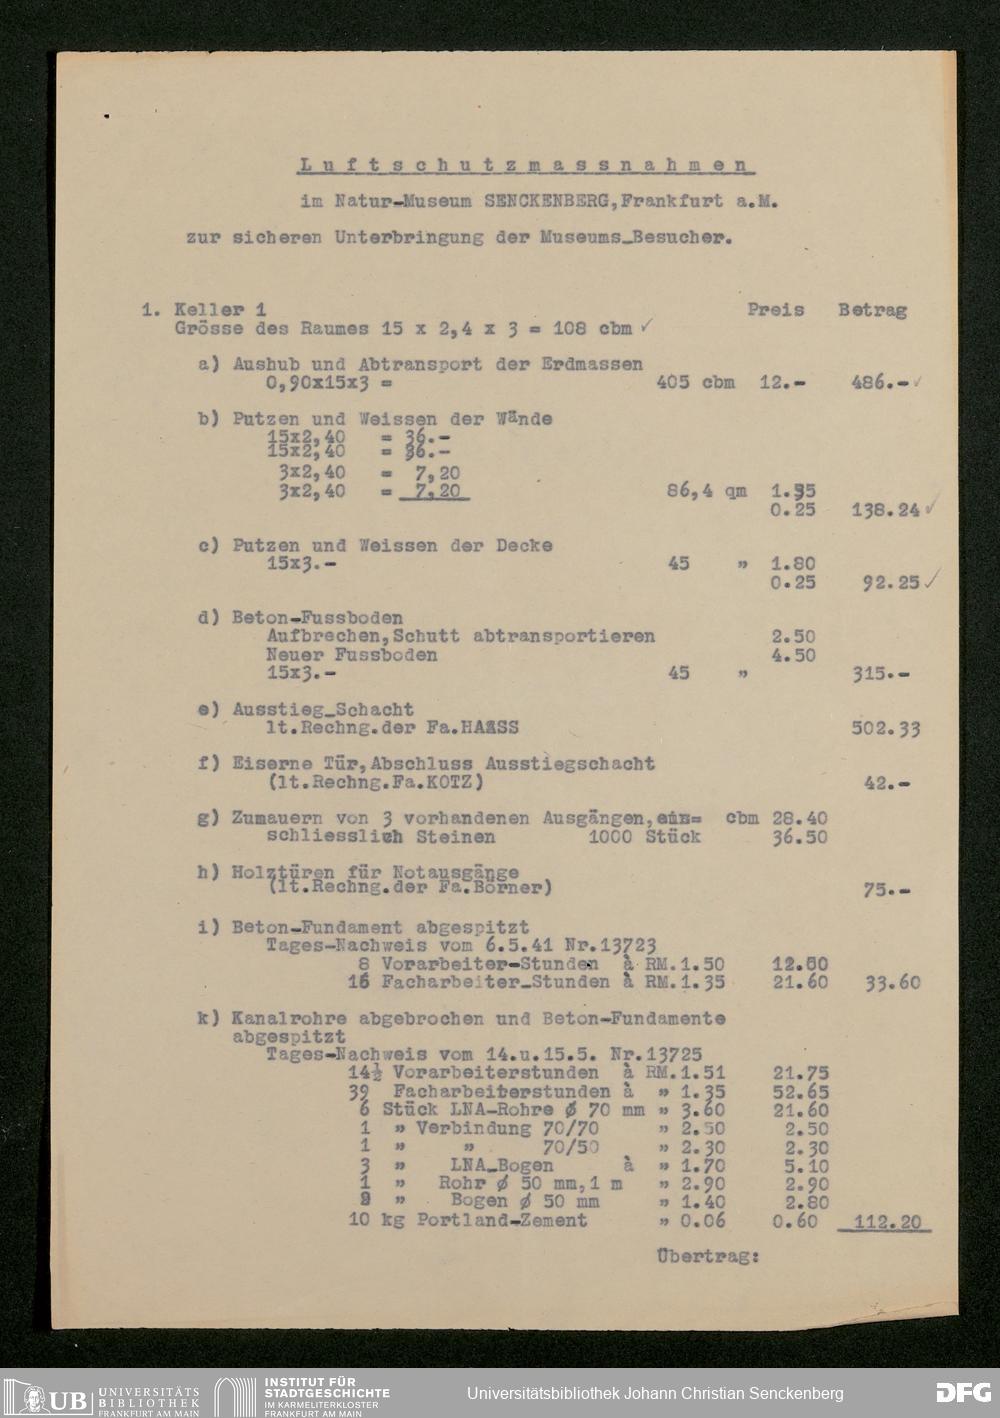 Luftschutzmassnahmen
im Natur-Museum SENCKENBERG,Frankfurt a.M.
zur sicheren Unterbringung der Museums-Besucher.
1. Keller 1 Preis Betrag
Grösse des Raumes 15 x 2,4 x 3 = 108 cbm ✓
a) Aushub und Abtransport der Erdmassen
0,90x15x3 = 405 cbm 12.- 486.- ✓
b) Putzen und Weissen der Wände
15x2,40 = 36.-
15x2,40 = 36.-
3x2,40 = 7,20
3x2,40 = 7,20 86,4 qm 1.35
0.25 138.24 ✓
c) Putzen und Weissen der Decke
15x3.- 45 " 1.80
0.25 92.25 ✓
d) Beton-Fussboden
Aufbrechen,Schutt abtransportieren 2.50
Neuer Fussboden 4.50
15x3.- 45 " 315.-
e) Ausstieg-Schacht
lt.Rechng.der Fa.HAASS 502.33
f) Eiserne Tür,Abschluss Ausstiegschacht
(lt.Rechng.Fa.KOTZ) 42.-
g) Zumauern von 3 vorhandenen Ausgängen,ein= cbm 28.40
schliesslich Steinen 1000 Stück 36.50
h) Holztüren für Notausgänge
(lt.Rechng.der Fa.Börner) 75.-
i) Beton-Fundament abgespitzt
Tages-Nachweis vom 6.5.41 Nr.13723
8 Vorarbeiter-Stunden à RM.1.50 12.00
16 Facharbeiter-Stunden à RM.1.35 21.60 33.60
k) Kanalrohre abgebrochen und Beton-Fundamente
abgespitzt
Tages-Nachweis vom 14.u.15.5. Nr.13725
14½ Vorarbeiterstunden à RM.1.51 21.75
39 Facharbeiterstunden à " 1.35 52.65
6 Stück LNA-Rohre ø 70 mm " 3.60 21.60
1 " Verbindung 70/70 " 2.50 2.50
1 " " 70/50 " 2.30 2.30
3 " LNA-Bogen à " 1.70 5.10
1 " Rohr ø 50 mm,1 m " 2.90 2.90
2 " Bogen ø 50 mm " 1.40 2.80
10 kg Portland-Zement " 0.06 0.60 112.20
Übertrag:
UB UNIVERSITÄTS
BIBLIOTHEK
FRANKFURT AM MAIN
INSTITUT FÜR
STADTGESCHICHTE
IM KARMELITERKLOSTER
FRANKFURT AM MAIN
Universitätsbibliothek Johann Christian Senckenberg
DFG